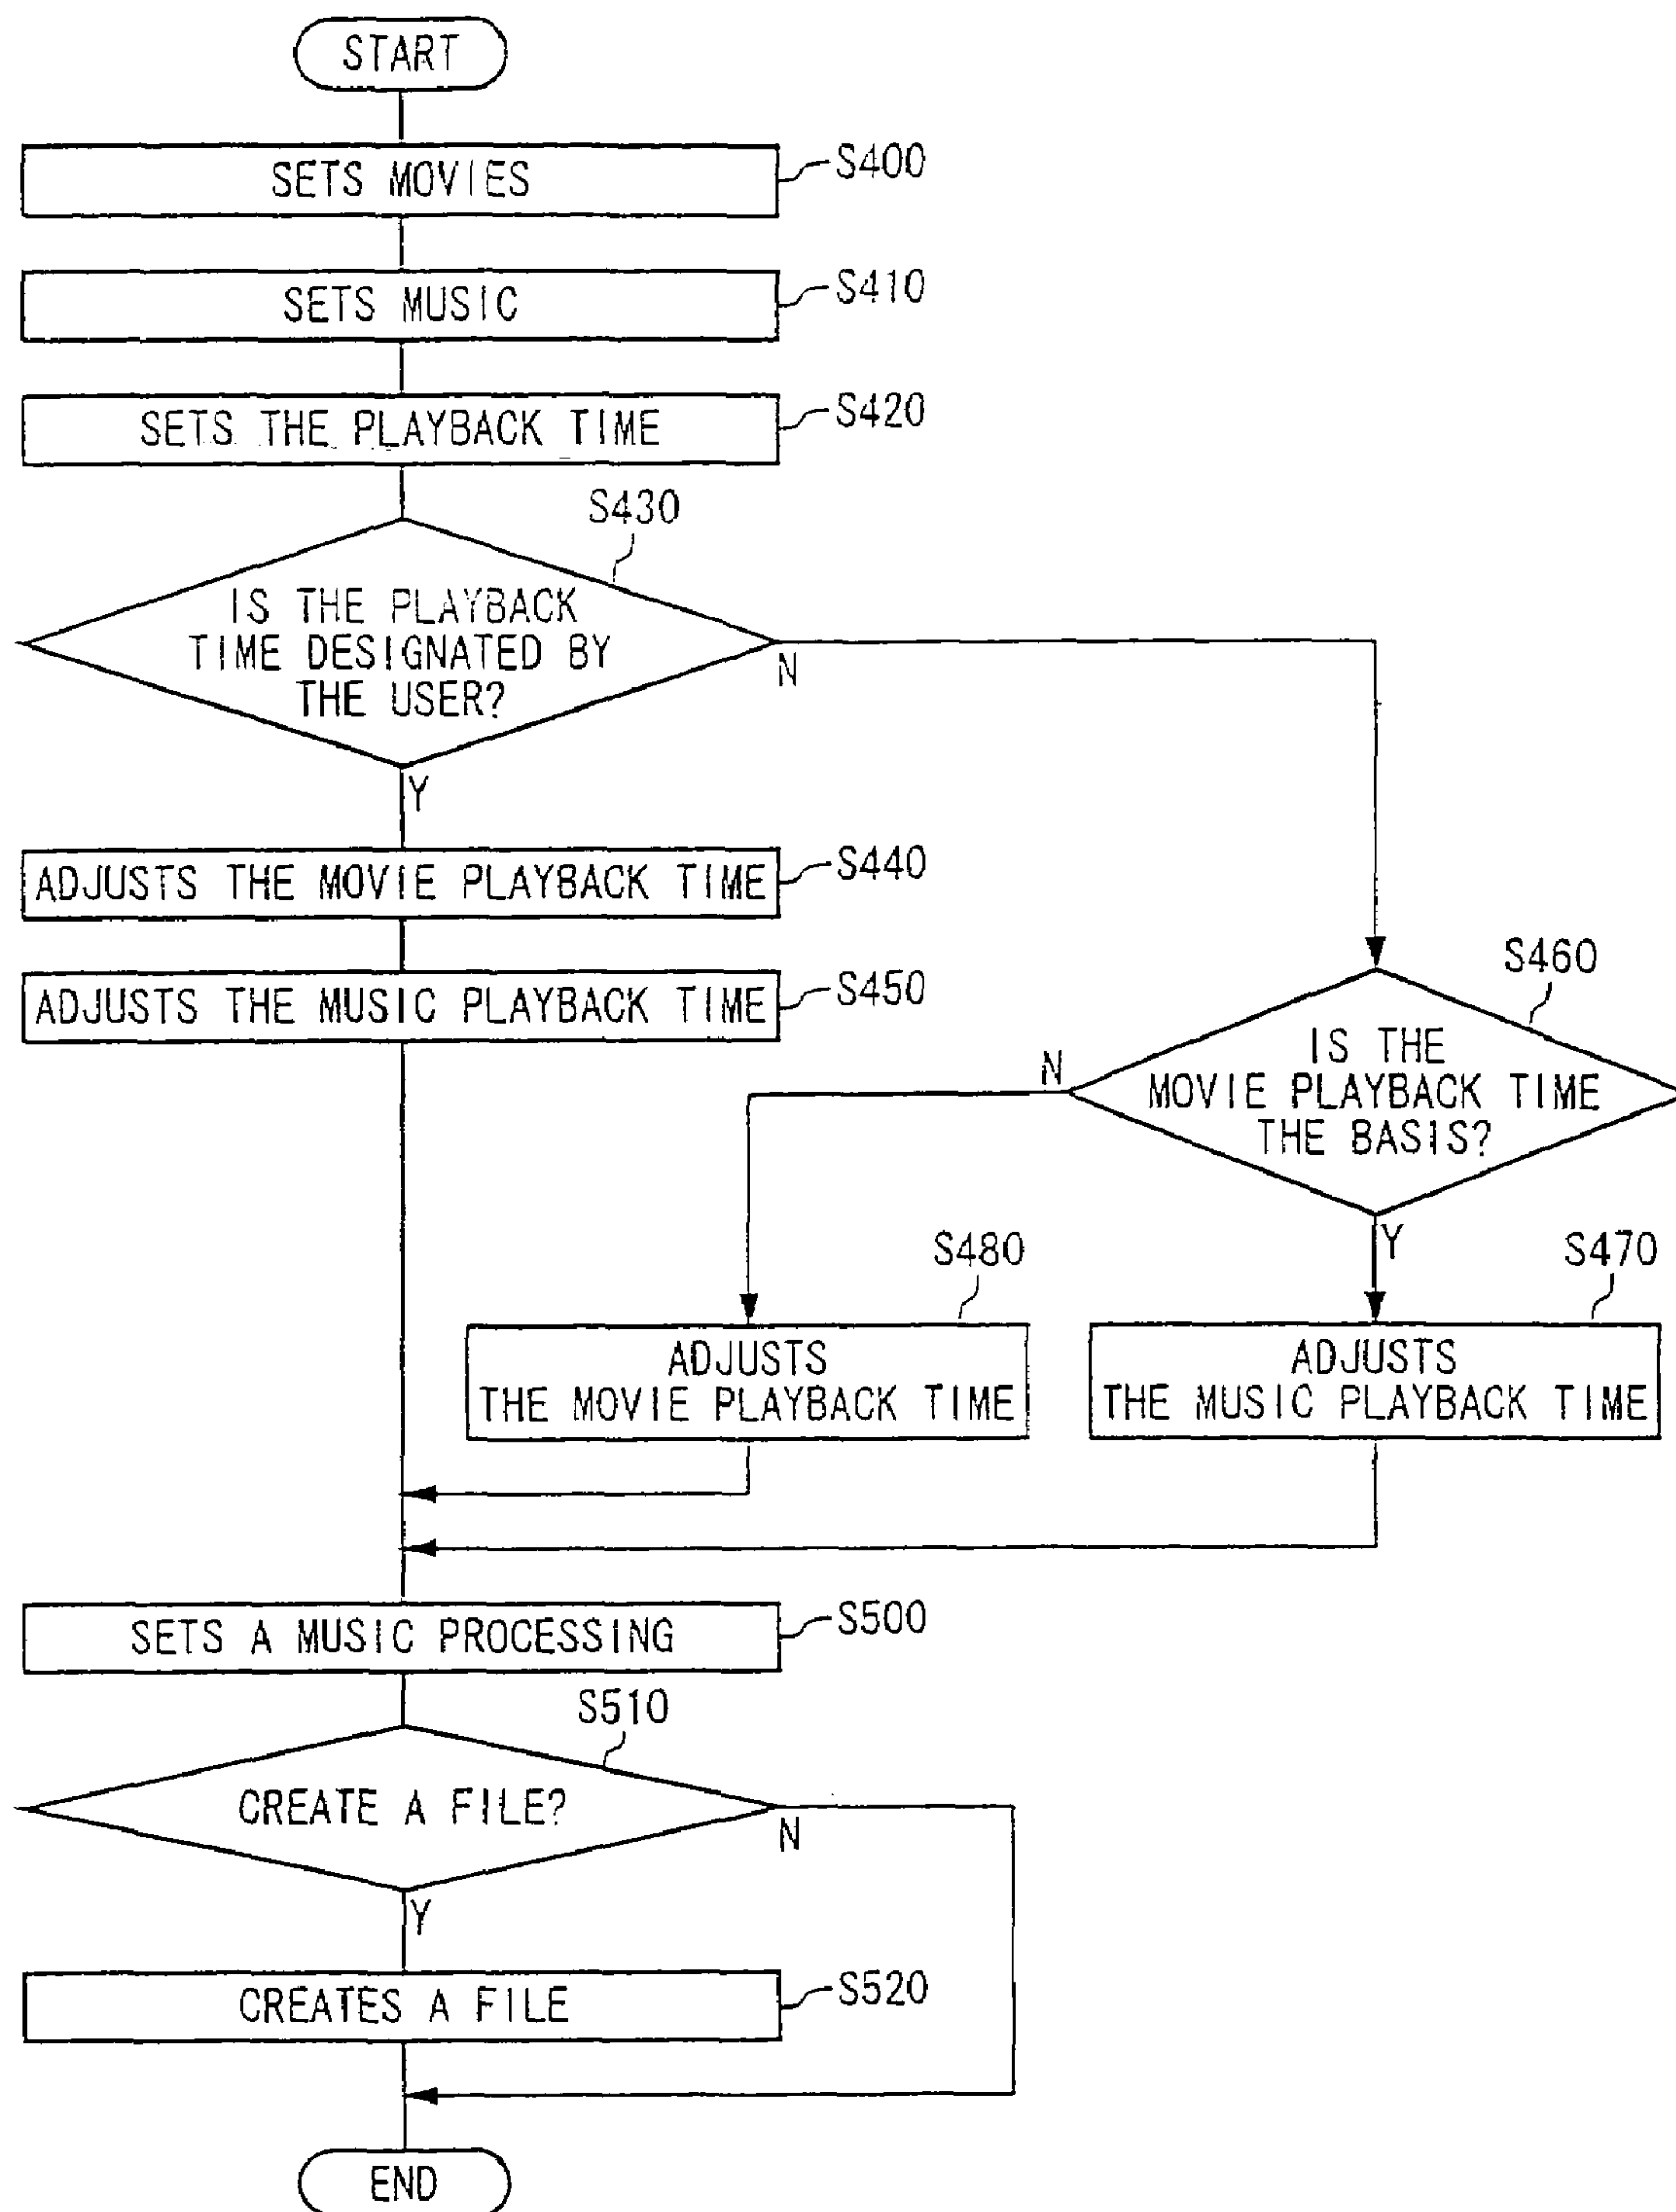 START
SETS MOVIES
S400
SETS MUSIC
S410
SETS THE PLAYBACK TIME
S420
S430
IS THE PLAYBACK
TIME DESIGNATED BY
THE USER?
N
Y
ADJUSTS THE MOVIE PLAYBACK TIME
S440
ADJUSTS THE MUSIC PLAYBACK TIME
S450
S460
IS THE
MOVIE PLAYBACK TIME
THE BASIS?
N
Y
S480
ADJUSTS
THE MOVIE PLAYBACK TIME
S470
ADJUSTS
THE MUSIC PLAYBACK TIME
SETS A MUSIC PROCESSING
S500
S510
CREATE A FILE?
N
Y
CREATES A FILE
S520
END